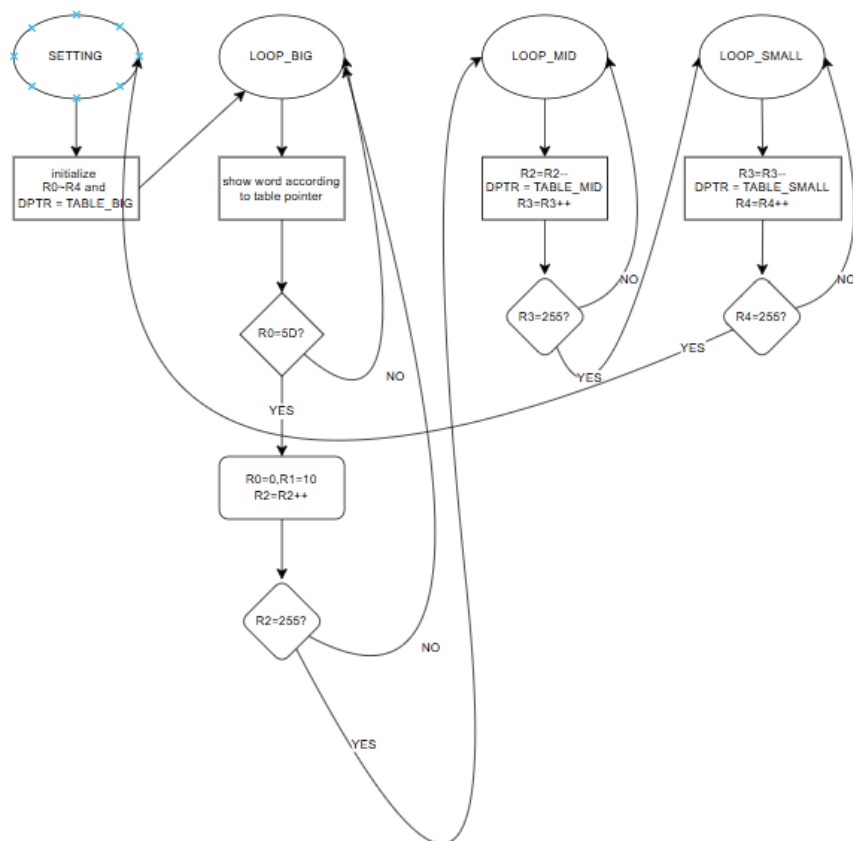 SETTING
initialize
R0~R4 and
DPTR = TABLE_BIG
LOOP_BIG
show word according
to table pointer
R0=5D?
NO
YES
R0=0,R1=10
R2=R2++
R2=255?
NO
YES
LOOP_MID
R2=R2--
DPTR = TABLE_MID
R3=R3++
R3=255?
NO
YES
LOOP_SMALL
R3=R3--
DPTR = TABLE_SMALL
R4=R4++
R4=255?
NO
YES